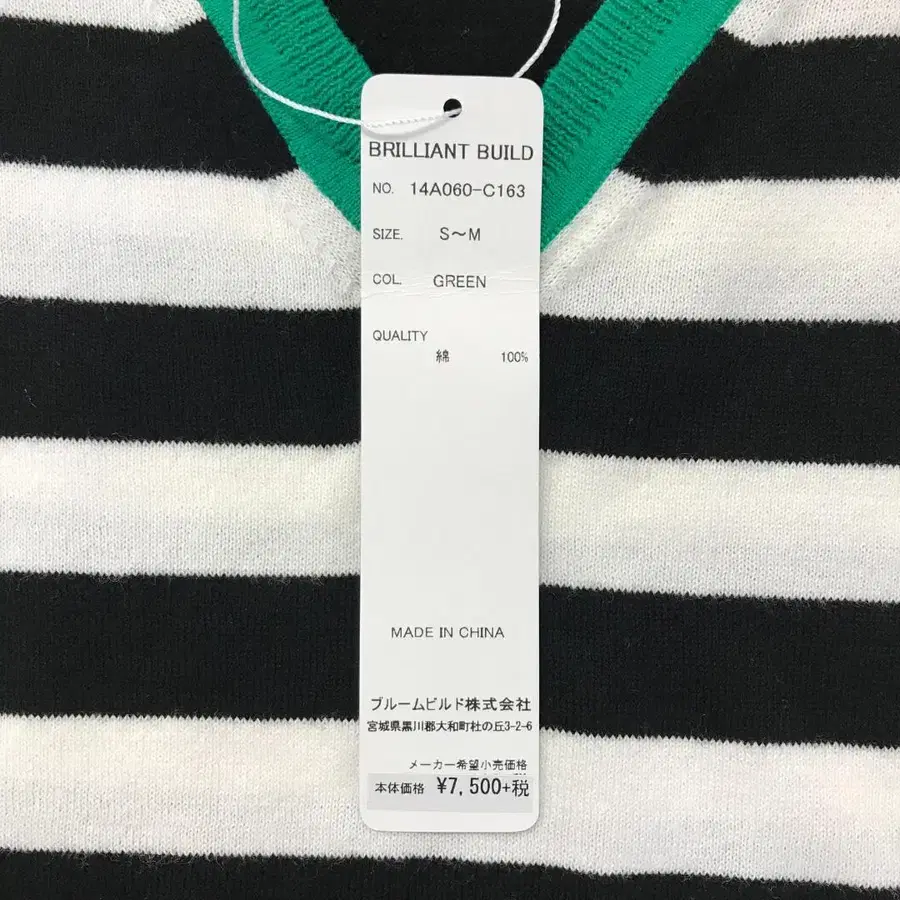 BRILLIANT BUILD
NO. 14A060-C163
SIZE. S～M
COL. GREEN
QUALITY
綿 100%
MADE IN CHINA
ブルームビルド株式会社
宮城県黒川郡大和町杜の丘3-2-6
メーカー希望小売価格
本体価格 ¥7,500+税